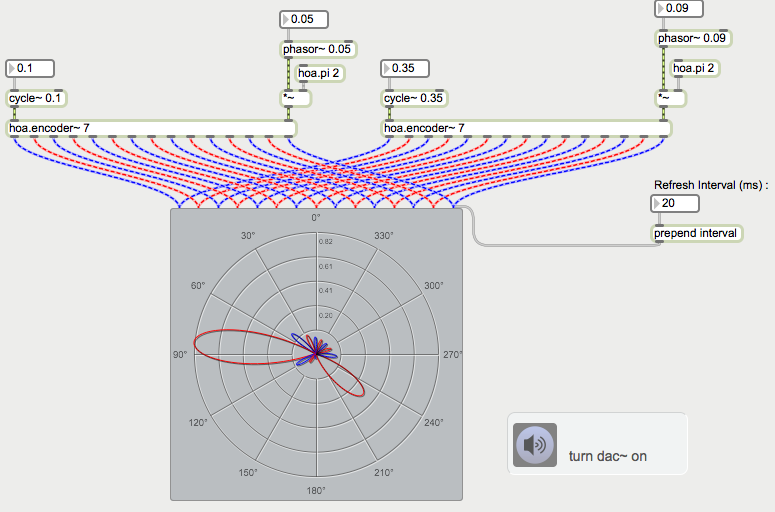 0.05
0.09
phasor~ 0.05
phasor~ 0.09
0.1
hoa.pi 2
0.35
hoa.pi 2
cycle~ 0.1
*~
cycle~ 0.35
*~
hoa.encoder~ 7
hoa.encoder~ 7
Refresh Interval (ms) :
20
prepend interval
0°
30°
330°
0.82
0.61
60°
300°
0.41
0.20
90°
270°
120°
240°
150°
210°
180°
turn dac~ on